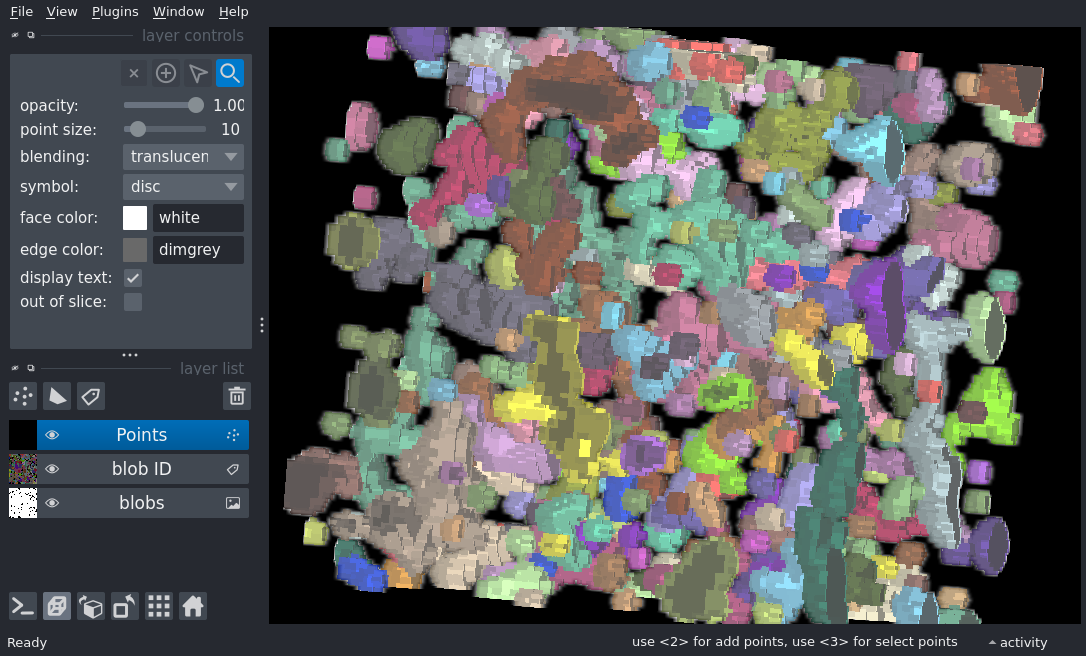 File View Plugins Window Help
layer controls
opacity: 1.00
point size: 10
blending: translucen
symbol: disc
face color: white
edge color: dimgrey
display text:
out of slice:
layer list
Points
blob ID
blobs
Ready use <2> for add points, use <3> for select points activity